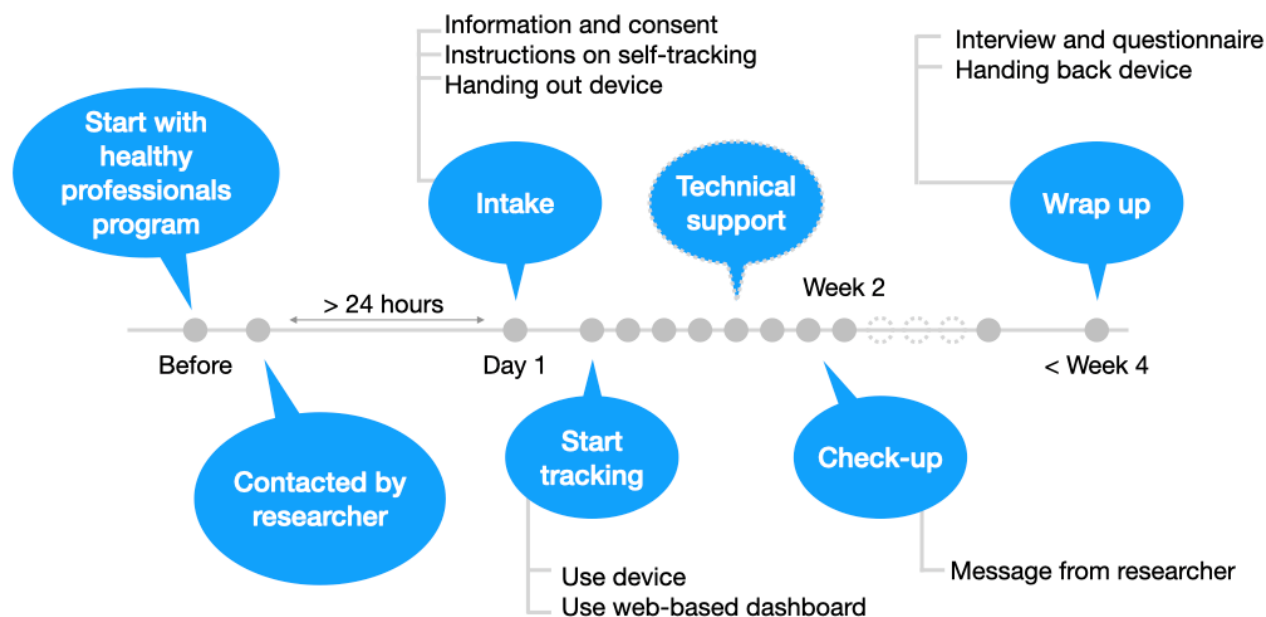 Information and consent
Instructions on self-tracking
Handing out device
Interview and questionnaire
Handing back device
Start with
healthy
professionals
program
Intake
Technical
support
Wrap up
> 24 hours
Week 2
Before
Day 1
< Week 4
Contacted by
researcher
Start
tracking
Check-up
Use device
Use web-based dashboard
Message from researcher